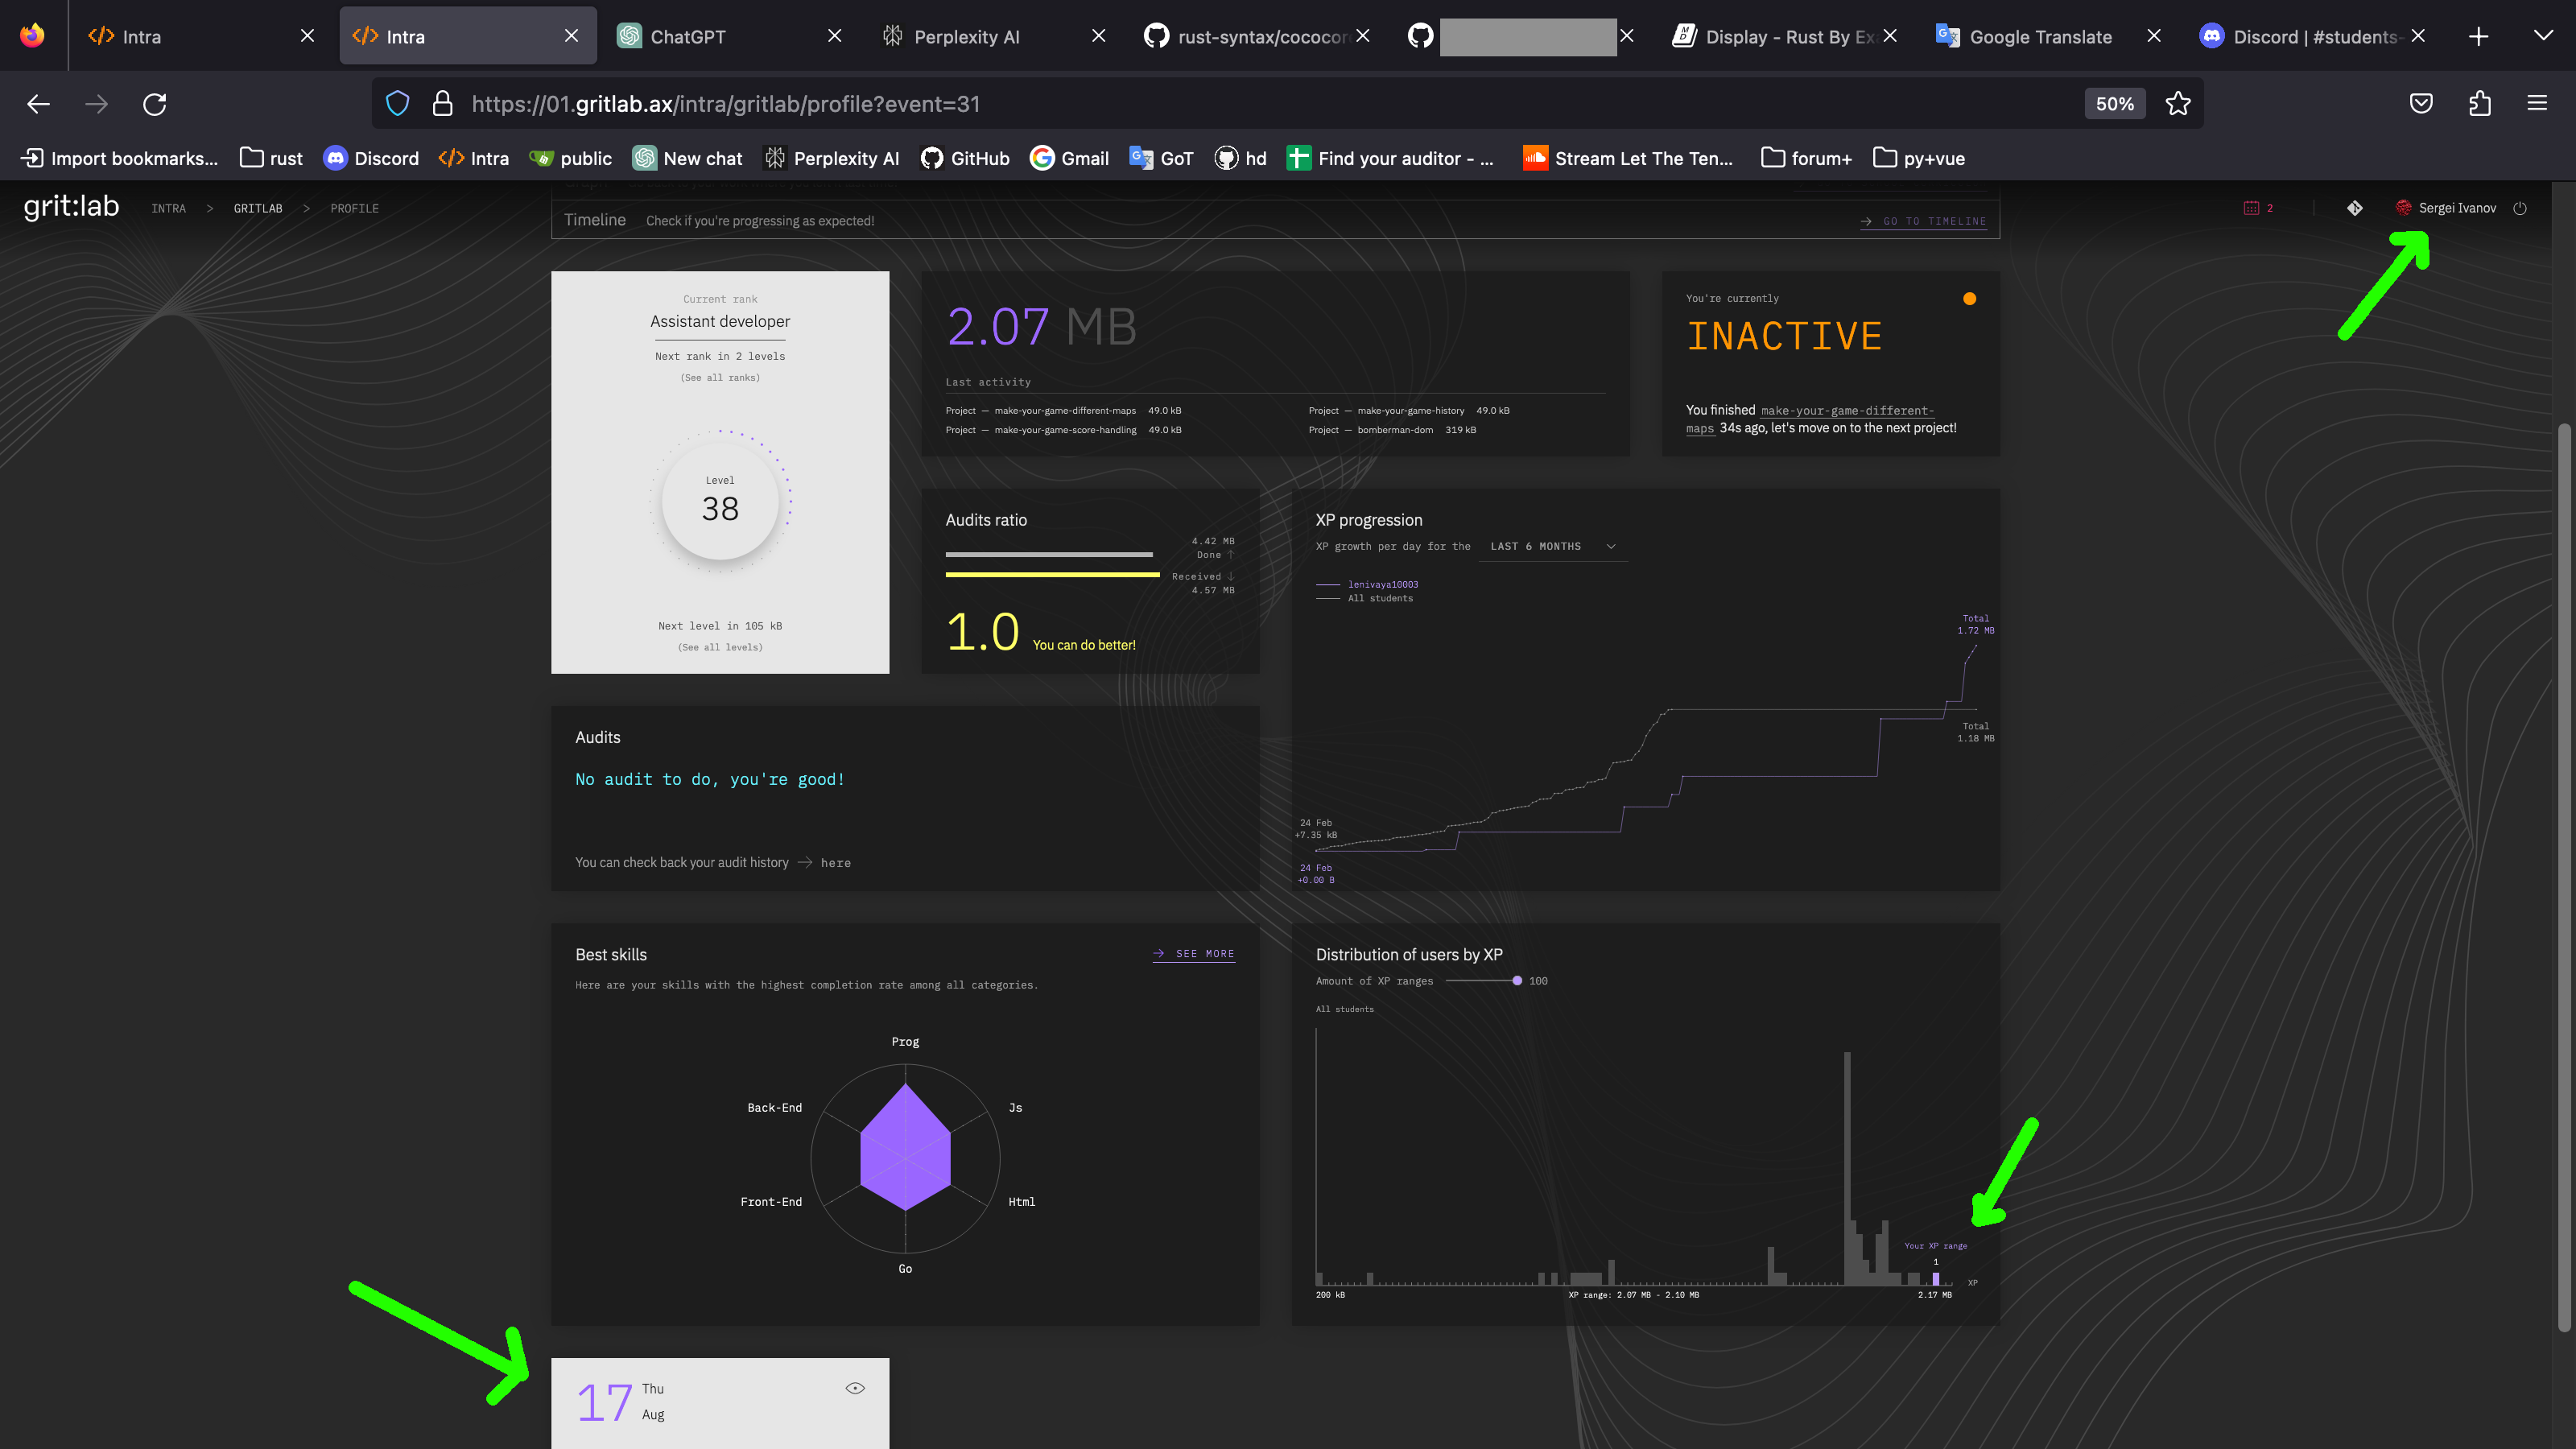 Intra
Intra
ChatGPT
Perplexity AI
rust-syntax/cococor
Display - Rust By Ex
Google Translate
Discord | #students-
https://01.gritlab.ax/intra/gritlab/profile?event=31
50%
Import bookmarks...
rust
Discord
Intra
public
New chat
Perplexity AI
GitHub
Gmail
GoT
hd
Find your auditor - ...
Stream Let The Ten...
forum+
py+vue
grit:lab
INTRA > GRITLAB > PROFILE
2
Sergei Ivanov
Timeline Check if you're progressing as expected!
→ GO TO TIMELINE
Current rank
Assistant developer
Next rank in 2 levels
(See all ranks)
Level
38
Next level in 105 kB
(See all levels)
2.07 MB
Last activity
Project — make-your-game-different-maps 49.0 kB
Project — make-your-game-history 49.0 kB
Project — make-your-game-score-handling 49.0 kB
Project — bomberman-dom 319 kB
You're currently
INACTIVE
You finished make-your-game-different-
maps 34s ago, let's move on to the next project!
Audits ratio
4.42 MB
Done ↑
Received ↓
4.57 MB
1.0 You can do better!
XP progression
XP growth per day for the LAST 6 MONTHS
lenivaya10003
All students
Total
1.72 MB
Total
1.18 MB
24 Feb
+7.35 kB
24 Feb
+0.00 B
Audits
No audit to do, you're good!
You can check back your audit history → here
Best skills
→ SEE MORE
Here are your skills with the highest completion rate among all categories.
Prog
Back-End
Js
Front-End
Html
Go
Distribution of users by XP
Amount of XP ranges 100
All students
Your XP range
1
XP
200 kB
XP range: 2.07 MB - 2.10 MB
2.17 MB
17 Thu
Aug